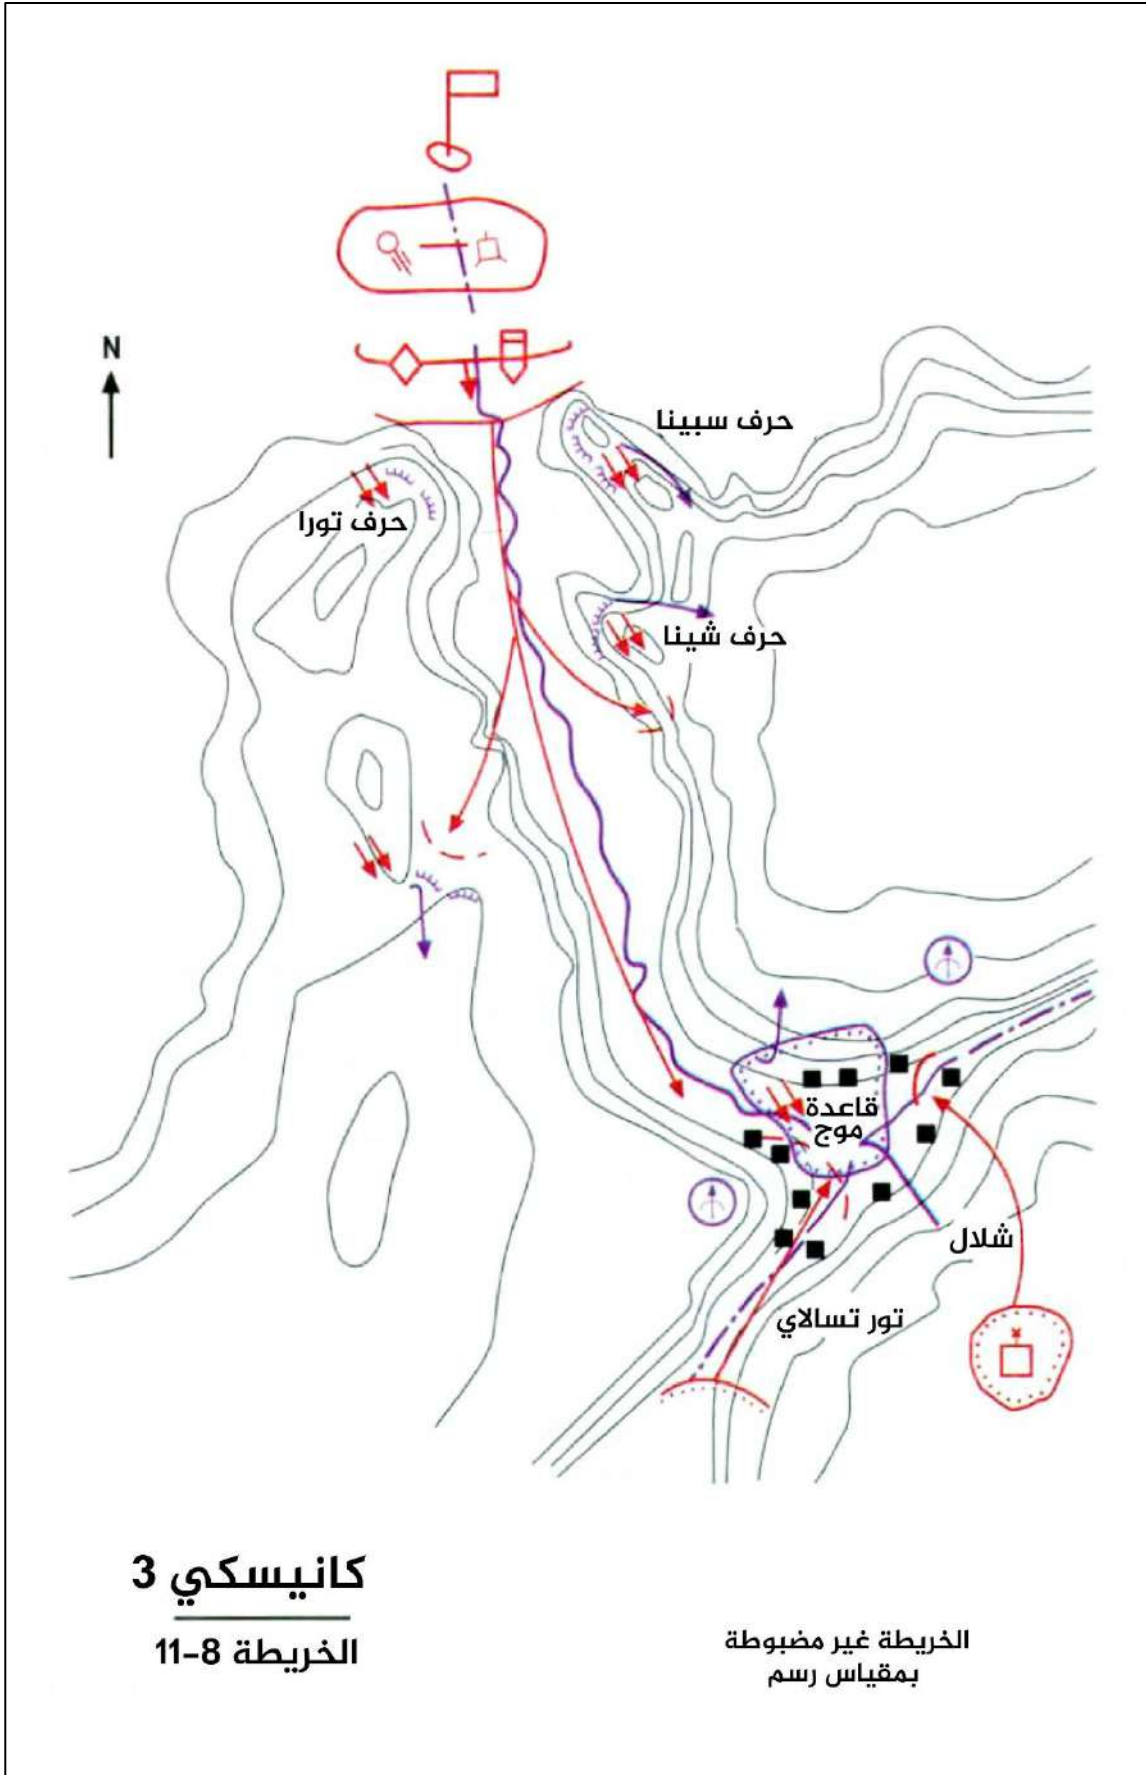 N
حرف سبينا
حرف تورا
حرف شينا
قاعدة
موج
شلال
تور تسالاي
كانيسكي 3
الخريطة 8-11
الخريطة غير مضبوطة
بمقياس رسم